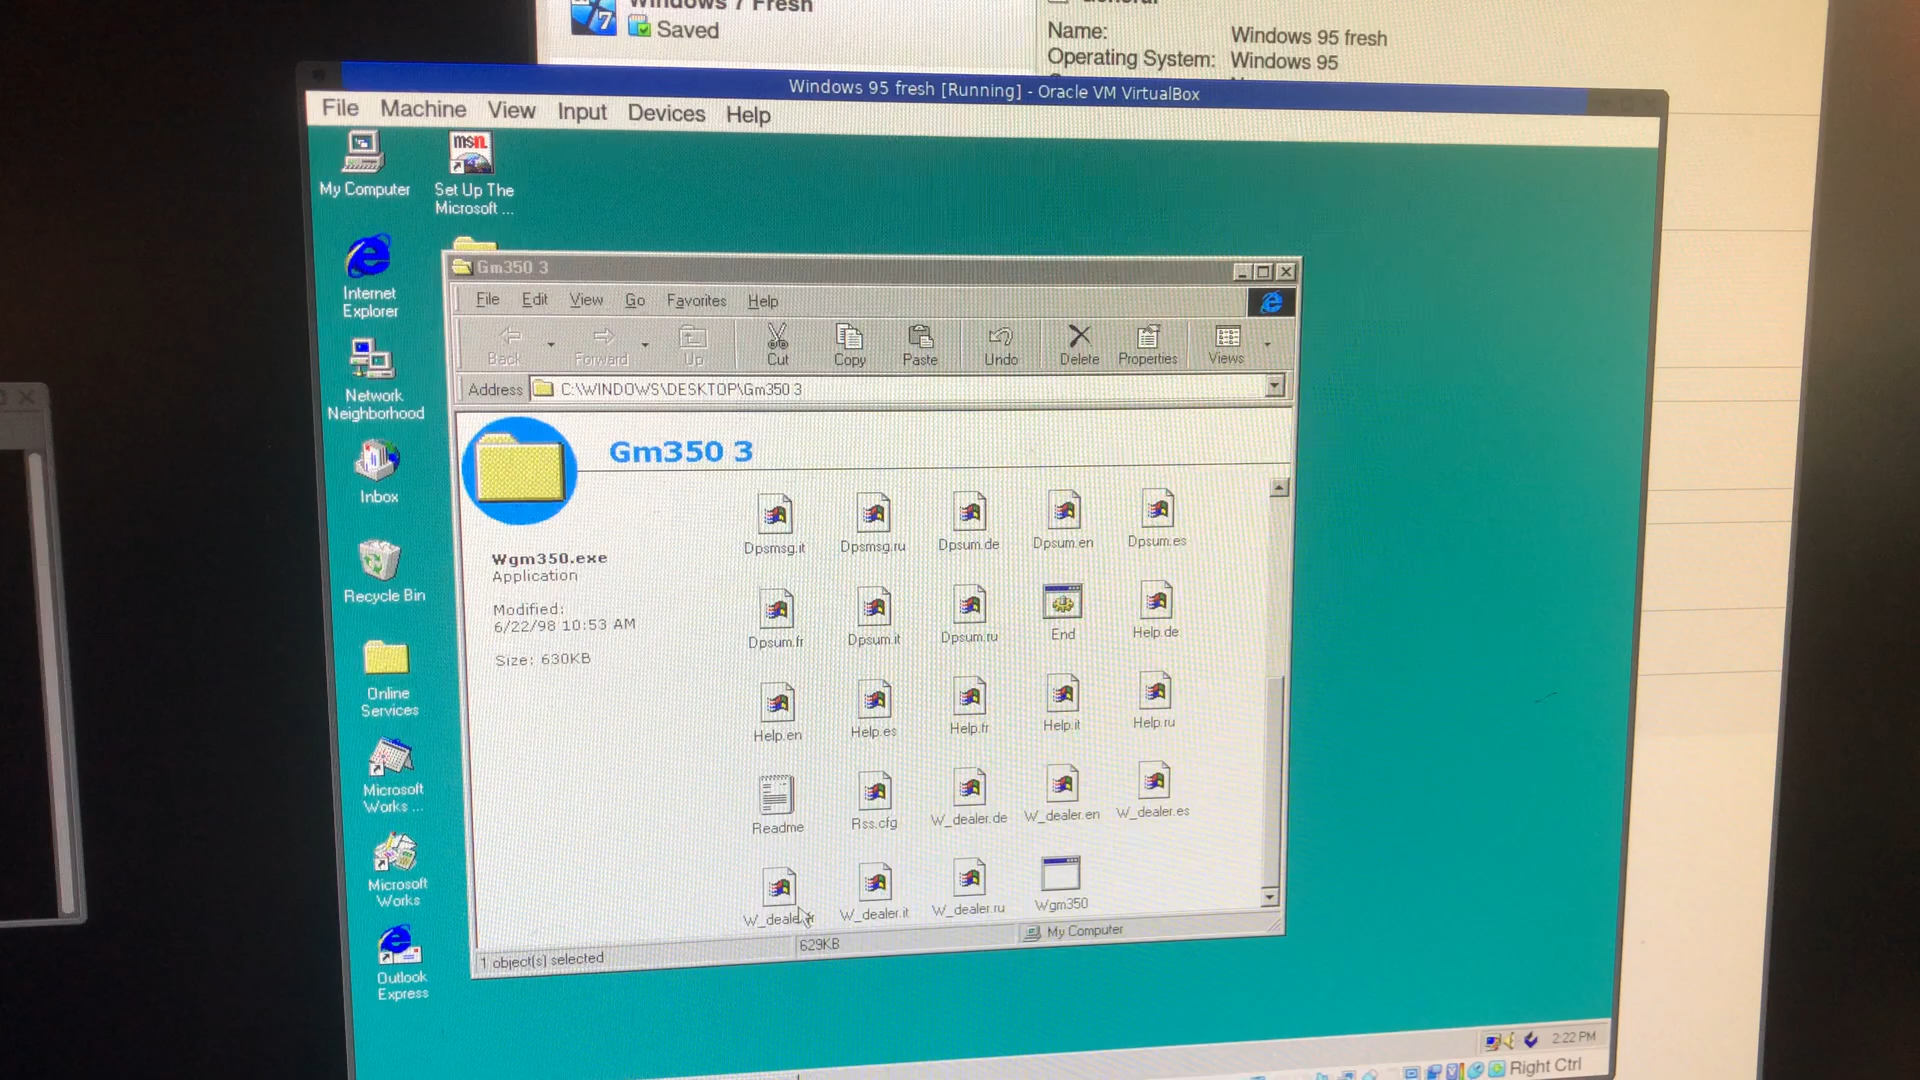 Windows 7 Fresh
Saved
General
Name: Windows 95 fresh
Operating System: Windows 95
Windows 95 fresh [Running] - Oracle VM VirtualBox
File Machine View Input Devices Help
My Computer
msn
Set Up The
Microsoft ...
Internet
Explorer
Network
Neighborhood
Inbox
Recycle Bin
Online
Services
Microsoft
Works ...
Microsoft
Works
Outlook
Express
Gm350 3
File Edit View Go Favorites Help
Back Forward Up Cut Copy Paste Undo Delete Properties Views
Address C:\WINDOWS\DESKTOP\Gm350 3
Gm350 3
Wgm350.exe
Application
Modified:
6/22/98 10:53 AM
Size: 630KB
Dpsmsg.it Dpsmsg.ru Dpsum.de Dpsum.en Dpsum.es
Dpsum.fr Dpsum.it Dpsum.ru End Help.de
Help.en Help.es Help.fr Help.it Help.ru
Readme Rss.cfg W_dealer.de W_dealer.en W_dealer.es
W_dealer.fr W_dealer.it W_dealer.ru Wgm350
1 object(s) selected 629KB My Computer
2:22 PM
Right Ctrl